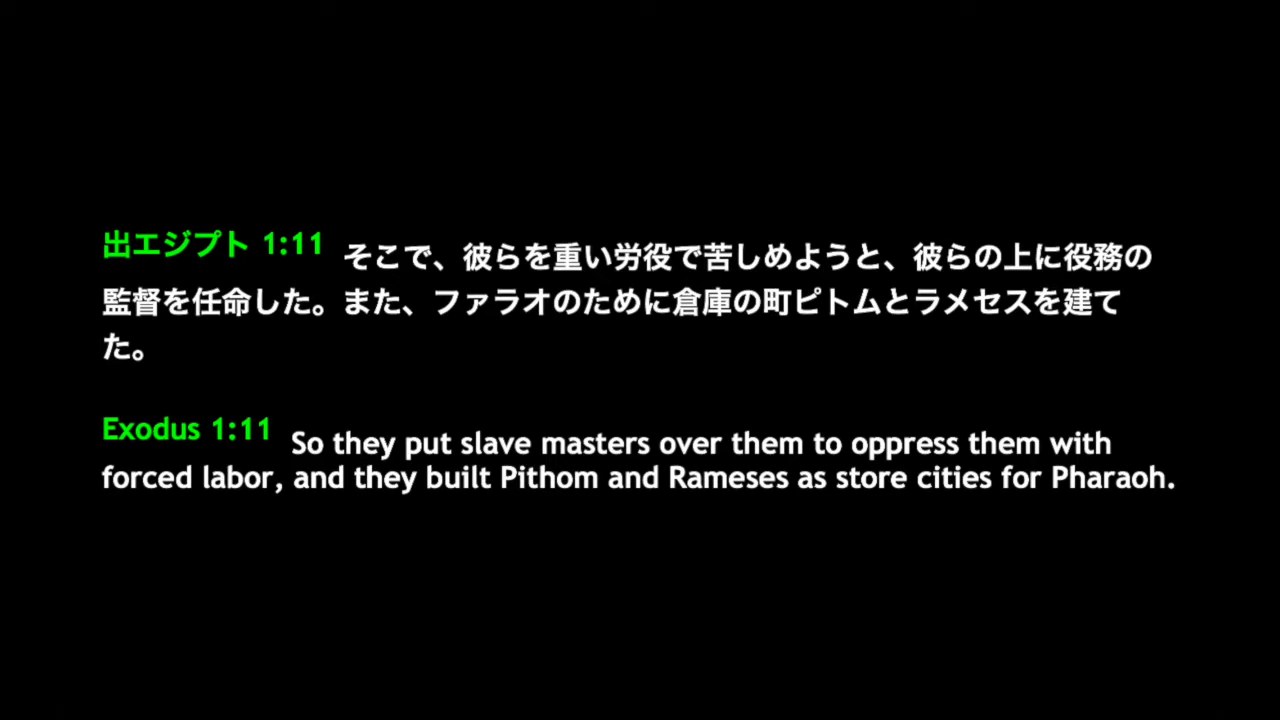 出エジプト 1:11 そこで、彼らを重い労役で苦しめようと、彼らの上に役務の
監督を任命した。また、ファラオのために倉庫の町ピトムとラメセスを建て
た。
Exodus 1:11 So they put slave masters over them to oppress them with
forced labor, and they built Pithom and Rameses as store cities for Pharaoh.